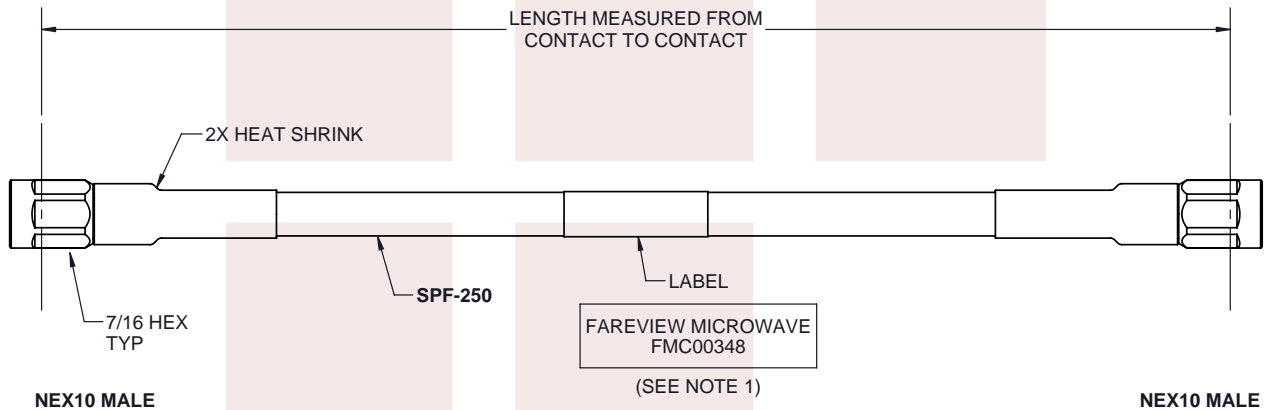 LENGTH MEASURED FROM
CONTACT TO CONTACT
2X HEAT SHRINK
LABEL
SPF-250
7/16 HEX
TYP
FAREVIEW MICROWAVE
FMC00348
(SEE NOTE 1)
NEX10 MALE
NEX10 MALE